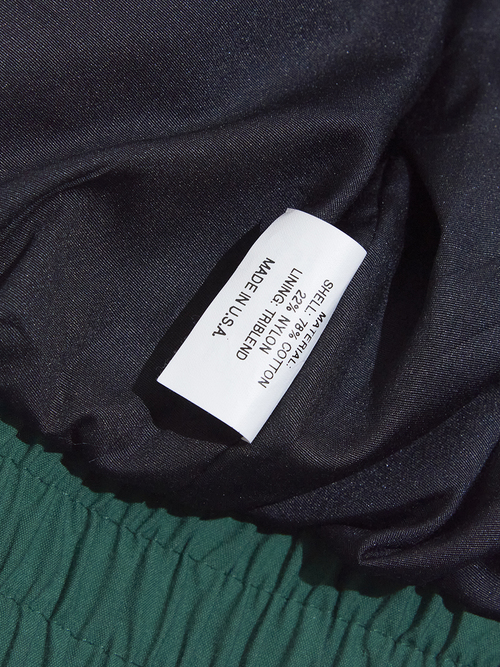 MATERIAL:
SHELL: 78% COTTON
22% NYLON
LINING: TRIBLEND
MADE IN U.S.A.